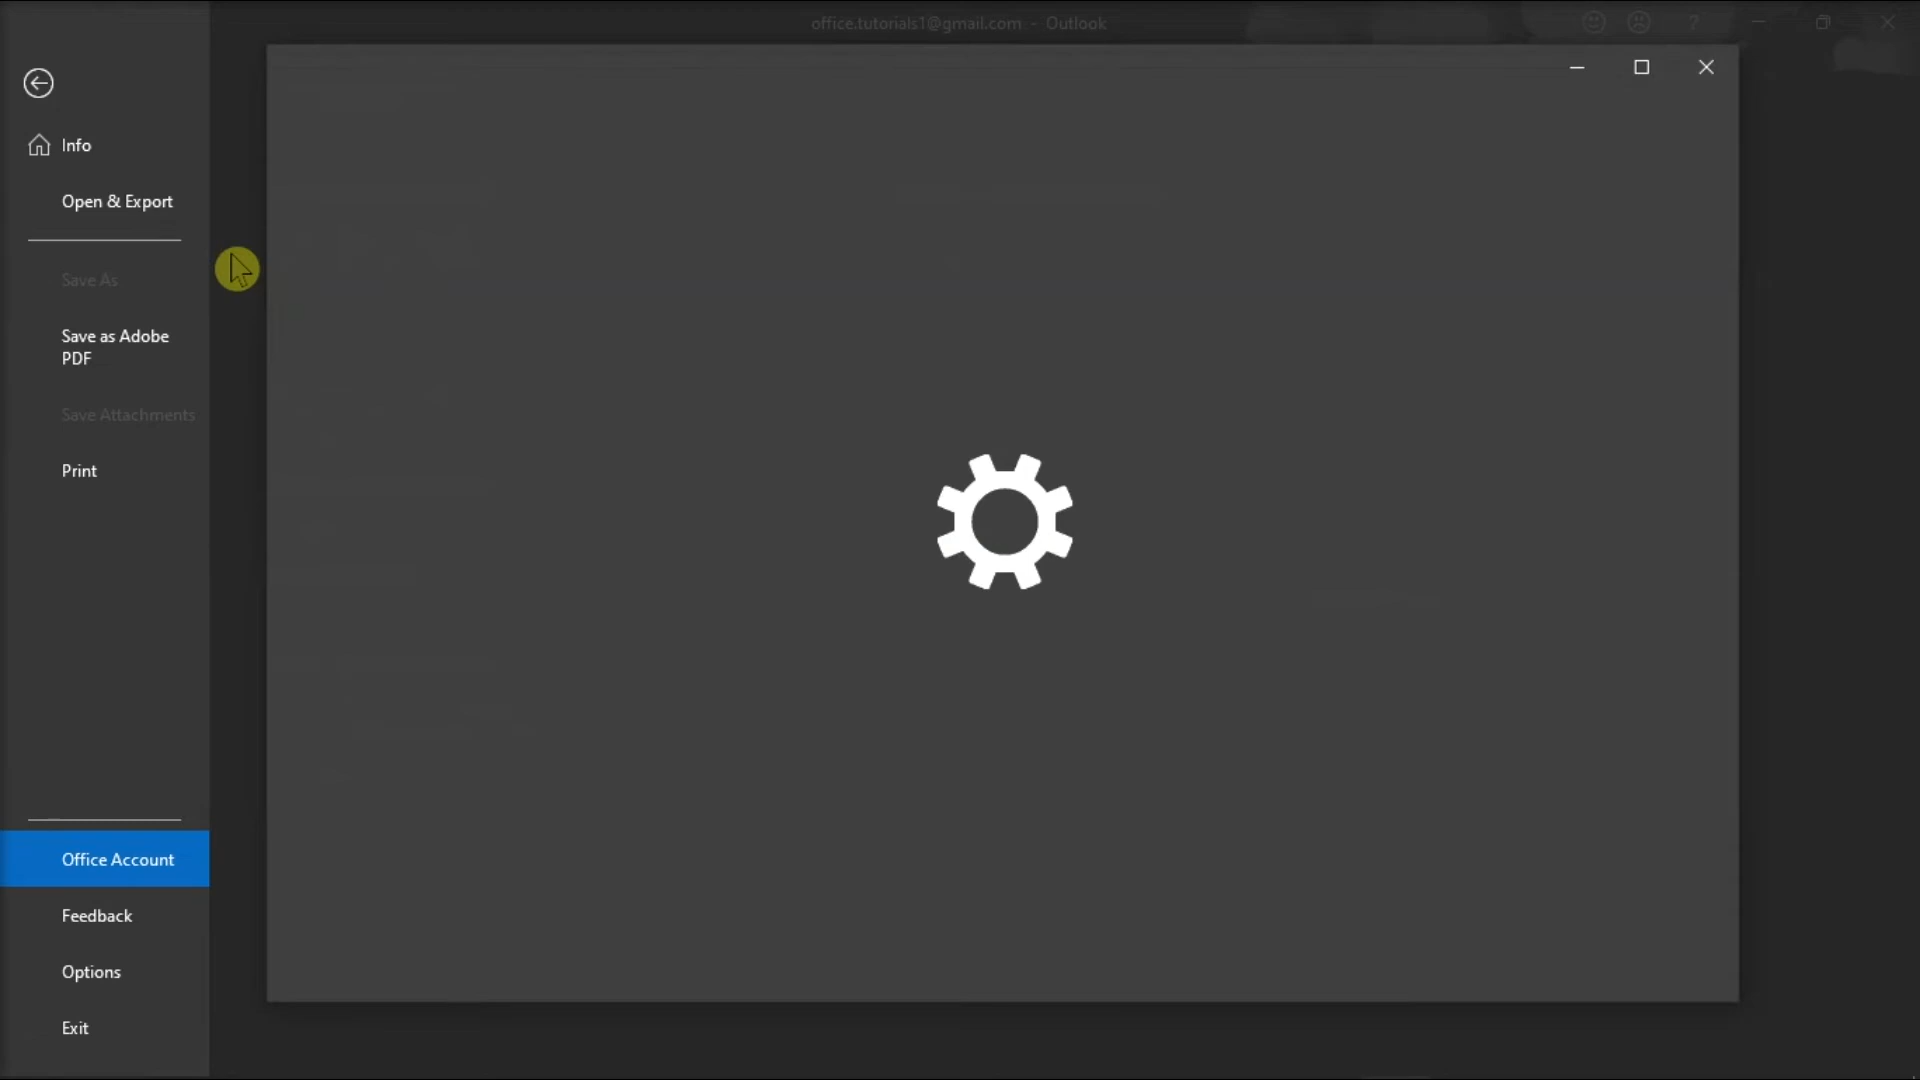 office.tutorials1@gmail.com - Outlook
?
Info
Open & Export
Save As
Save as Adobe
PDF
Save Attachments
Print
Office Account
Feedback
Options
Exit